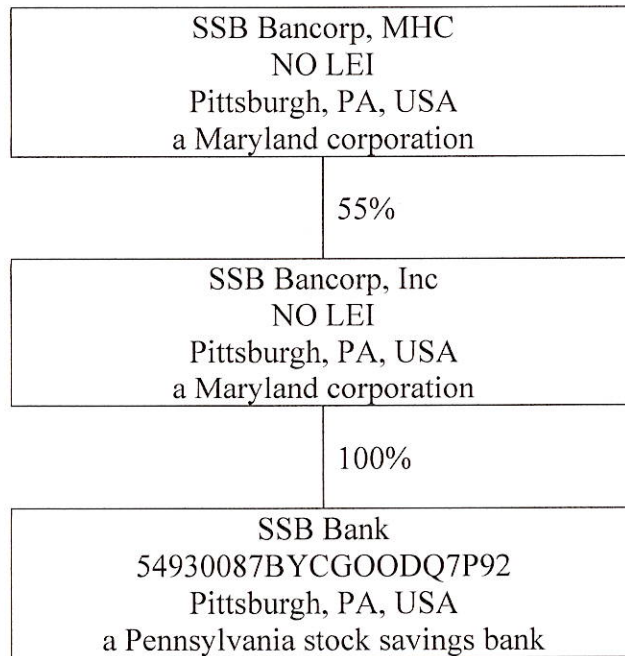 SSB Bancorp, MHC
NO LEI
Pittsburgh, PA, USA
a Maryland corporation
55%
SSB Bancorp, Inc
NO LEI
Pittsburgh, PA, USA
a Maryland corporation
100%
SSB Bank
54930087BYCGOODQ7P92
Pittsburgh, PA, USA
a Pennsylvania stock savings bank